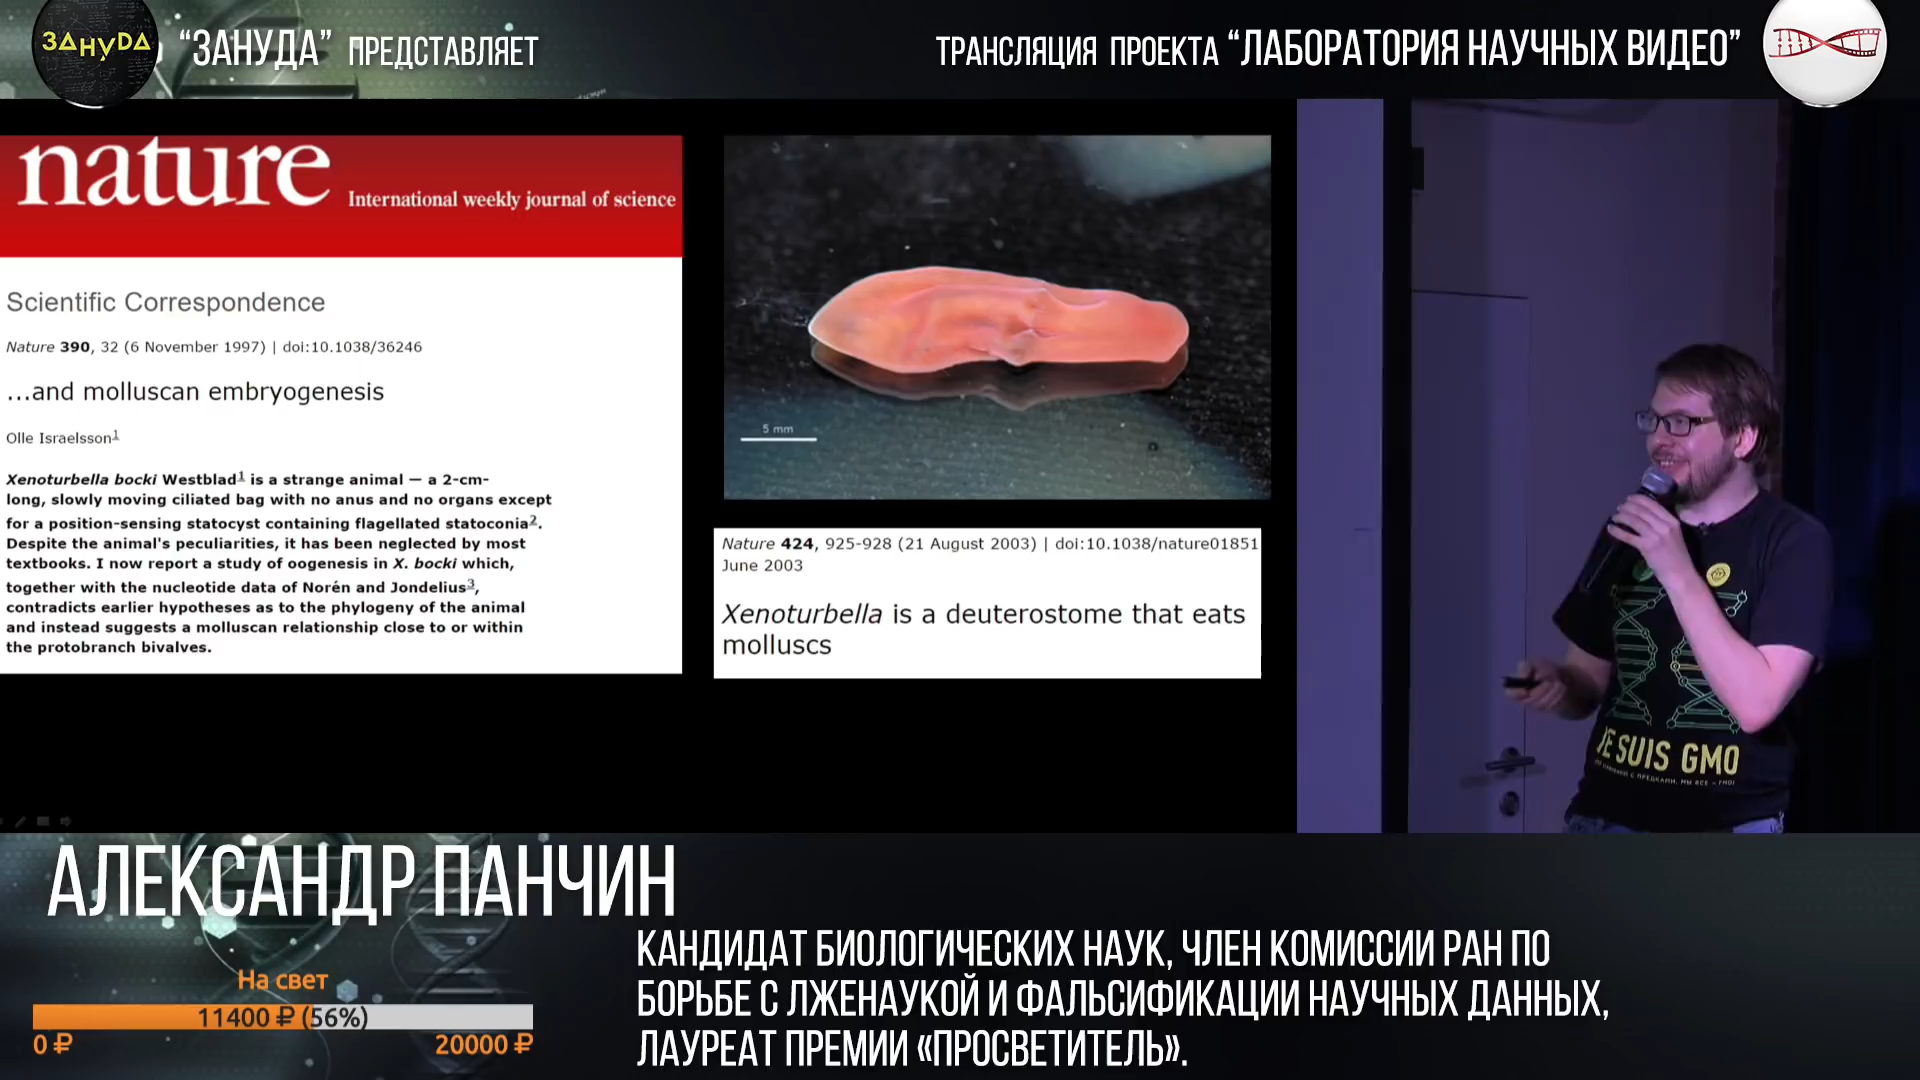 ЗАНУДА
“ЗАНУДА” ПРЕДСТАВЛЯЕТ
ТРАНСЛЯЦИЯ ПРОЕКТА “ЛАБОРАТОРИЯ НАУЧНЫХ ВИДЕО”
nature International weekly journal of science
Scientific Correspondence
Nature 390, 32 (6 November 1997) | doi:10.1038/36246
...and molluscan embryogenesis
Olle Israelsson1
Xenoturbella bocki Westblad1 is a strange animal — a 2-cm-
long, slowly moving ciliated bag with no anus and no organs except
for a position-sensing statocyst containing flagellated statoconia2.
Despite the animal's peculiarities, it has been neglected by most
textbooks. I now report a study of oogenesis in X. bocki which,
together with the nucleotide data of Norén and Jondelius3,
contradicts earlier hypotheses as to the phylogeny of the animal
and instead suggests a molluscan relationship close to or within
the protobranch bivalves.
5 mm
Nature 424, 925-928 (21 August 2003) | doi:10.1038/nature01851
June 2003
Xenoturbella is a deuterostome that eats
molluscs
JE SUIS GMO
С ПРЕДКАМИ, МЫ ВСЕ – ГМО!
АЛЕКСАНДР ПАНЧИН
КАНДИДАТ БИОЛОГИЧЕСКИХ НАУК, ЧЛЕН КОМИССИИ РАН ПО
БОРЬБЕ С ЛЖЕНАУКОЙ И ФАЛЬСИФИКАЦИИ НАУЧНЫХ ДАННЫХ,
ЛАУРЕАТ ПРЕМИИ «ПРОСВЕТИТЕЛЬ».
На свет
11400 ₽ (56%)
0 ₽
20000 ₽